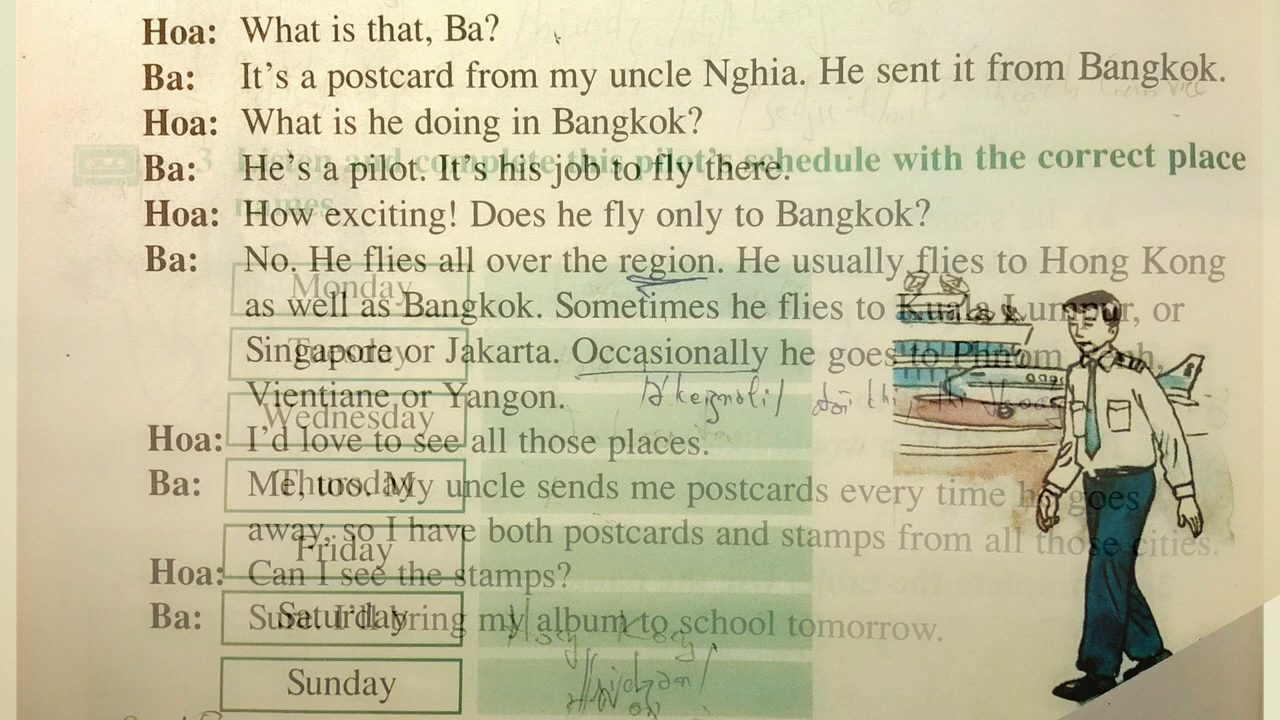 Hoa: What is that, Ba?
Ba: It's a postcard from my uncle Nghia. He sent it from Bangkok.
Hoa: What is he doing in Bangkok?
3 Listen and complete this pilot's schedule with the correct place
Ba: He's a pilot. It's his job to fly there.
names.
Hoa: How exciting! Does he fly only to Bangkok?
Ba: No. He flies all over the region. He usually flies to Hong Kong
Monday
as well as Bangkok. Sometimes he flies to Kuala Lumpur, or
Tuesday
Singapore or Jakarta. Occasionally he goes to Phnom Penh,
Vientiane or Yangon.
Wednesday
Hoa: I'd love to see all those places.
Thursday
Ba: Me, too. My uncle sends me postcards every time he goes
away, so I have both postcards and stamps from all those cities.
Friday
Hoa: Can I see the stamps?
Saturday
Ba: Sure. I'll bring my album to school tomorrow.
Sunday